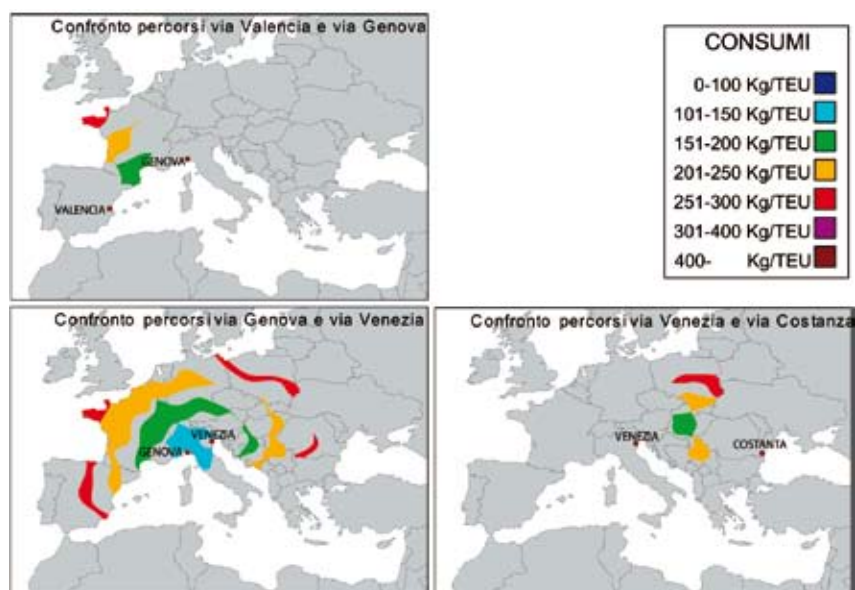 Confronto percorsi via Valencia e via Genova
GENOVA
VALENCIA
CONSUMI
0-100 Kg/TEU
101-150 Kg/TEU
151-200 Kg/TEU
201-250 Kg/TEU
251-300 Kg/TEU
301-400 Kg/TEU
400- Kg/TEU
Confronto percorsi via Genova e via Venezia
VENEZIA
GENOVA
Confronto percorsi via Venezia e via Costanza
VENEZIA
COSTANTA